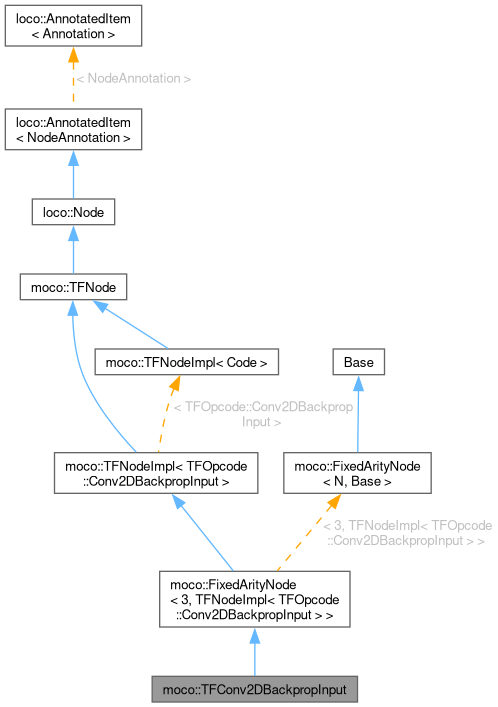 loco::AnnotatedItem
< Annotation >
< NodeAnnotation >
loco::AnnotatedItem
< NodeAnnotation >
loco::Node
moco::TFNode
moco::TFNodeImpl< Code >
Base
< TFOpcode::Conv2DBackprop
Input >
moco::TFNodeImpl< TFOpcode
::Conv2DBackpropInput >
moco::FixedArityNode
< N, Base >
< 3, TFNodeImpl< TFOpcode
::Conv2DBackpropInput > >
moco::FixedArityNode
< 3, TFNodeImpl< TFOpcode
::Conv2DBackpropInput > >
moco::TFConv2DBackpropInput